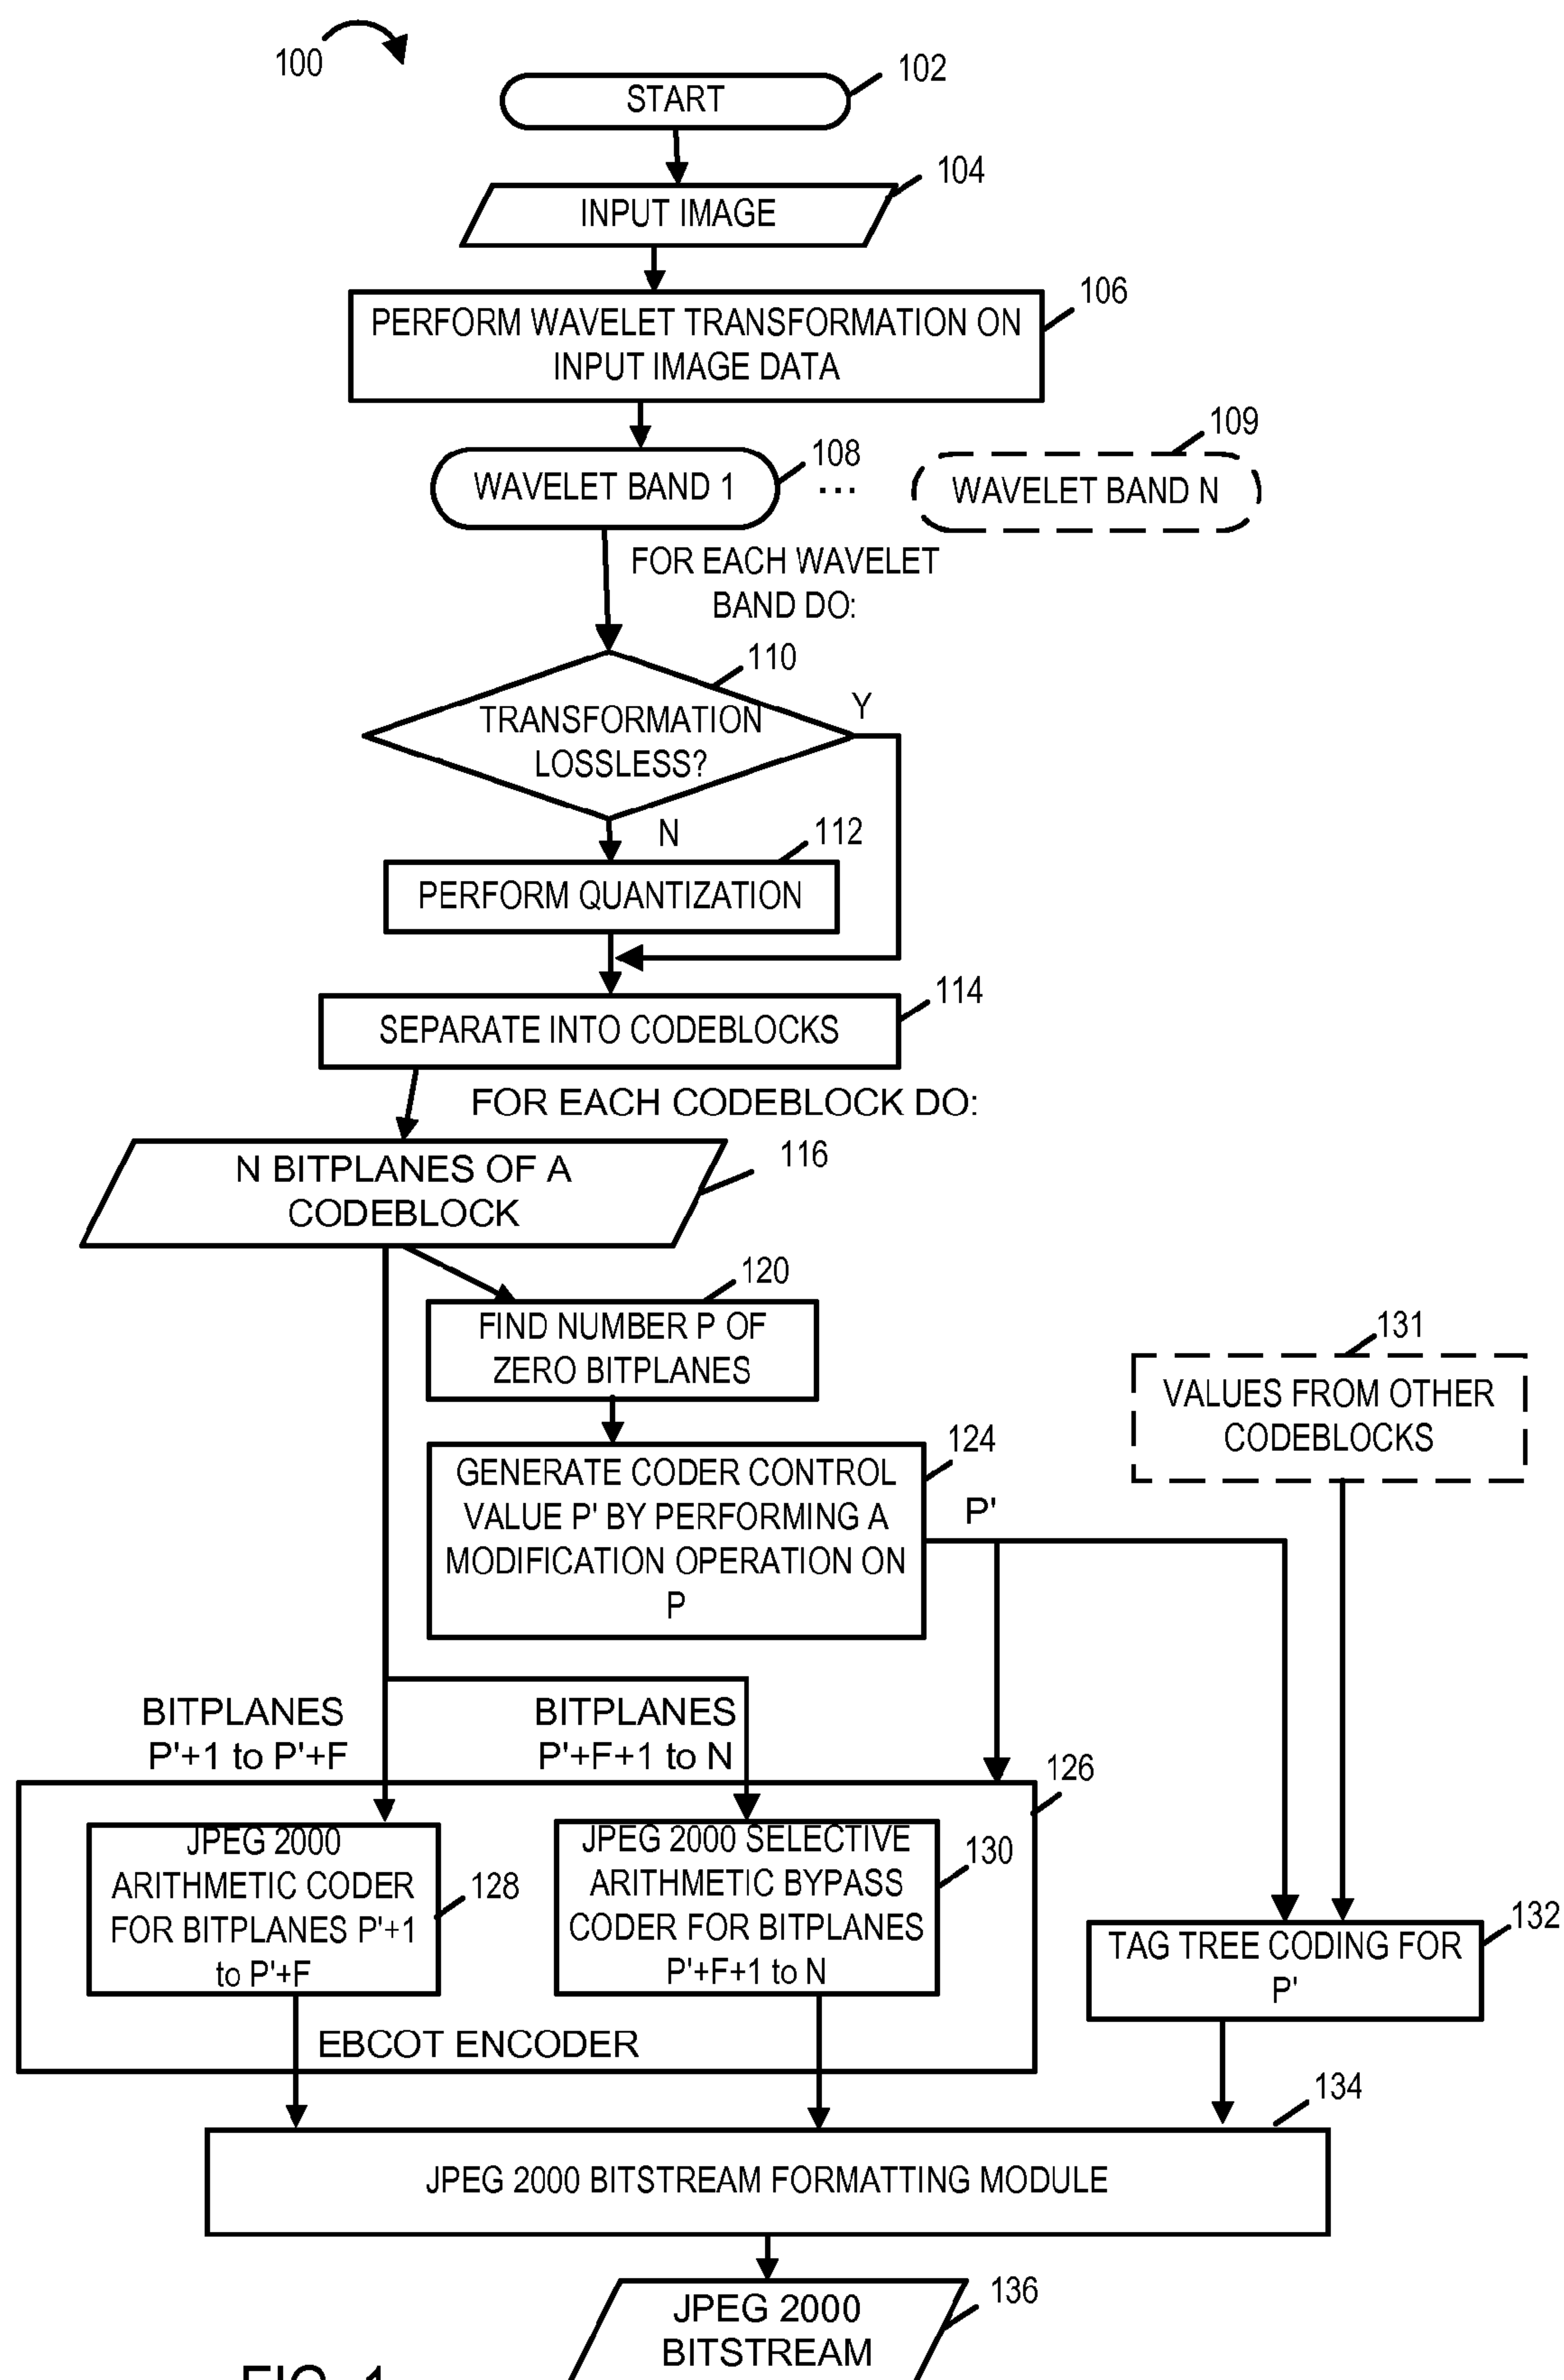 100
START
102
INPUT IMAGE
104
PERFORM WAVELET TRANSFORMATION ON
INPUT IMAGE DATA
106
WAVELET BAND 1
108
...
WAVELET BAND N
109
FOR EACH WAVELET
BAND DO:
TRANSFORMATION
LOSSLESS?
110
Y
N
PERFORM QUANTIZATION
112
SEPARATE INTO CODEBLOCKS
114
FOR EACH CODEBLOCK DO:
N BITPLANES OF A
CODEBLOCK
116
FIND NUMBER P OF
ZERO BITPLANES
120
VALUES FROM OTHER
CODEBLOCKS
131
GENERATE CODER CONTROL
VALUE P' BY PERFORMING A
MODIFICATION OPERATION ON
P
124
P'
BITPLANES
P'+1 to P'+F
BITPLANES
P'+F+1 to N
126
JPEG 2000
ARITHMETIC CODER
FOR BITPLANES P'+1
to P'+F
128
JPEG 2000 SELECTIVE
ARITHMETIC BYPASS
CODER FOR BITPLANES
P'+F+1 to N
130
TAG TREE CODING FOR
P'
132
EBCOT ENCODER
134
JPEG 2000 BITSTREAM FORMATTING MODULE
JPEG 2000
BITSTREAM
136
FIG. 1